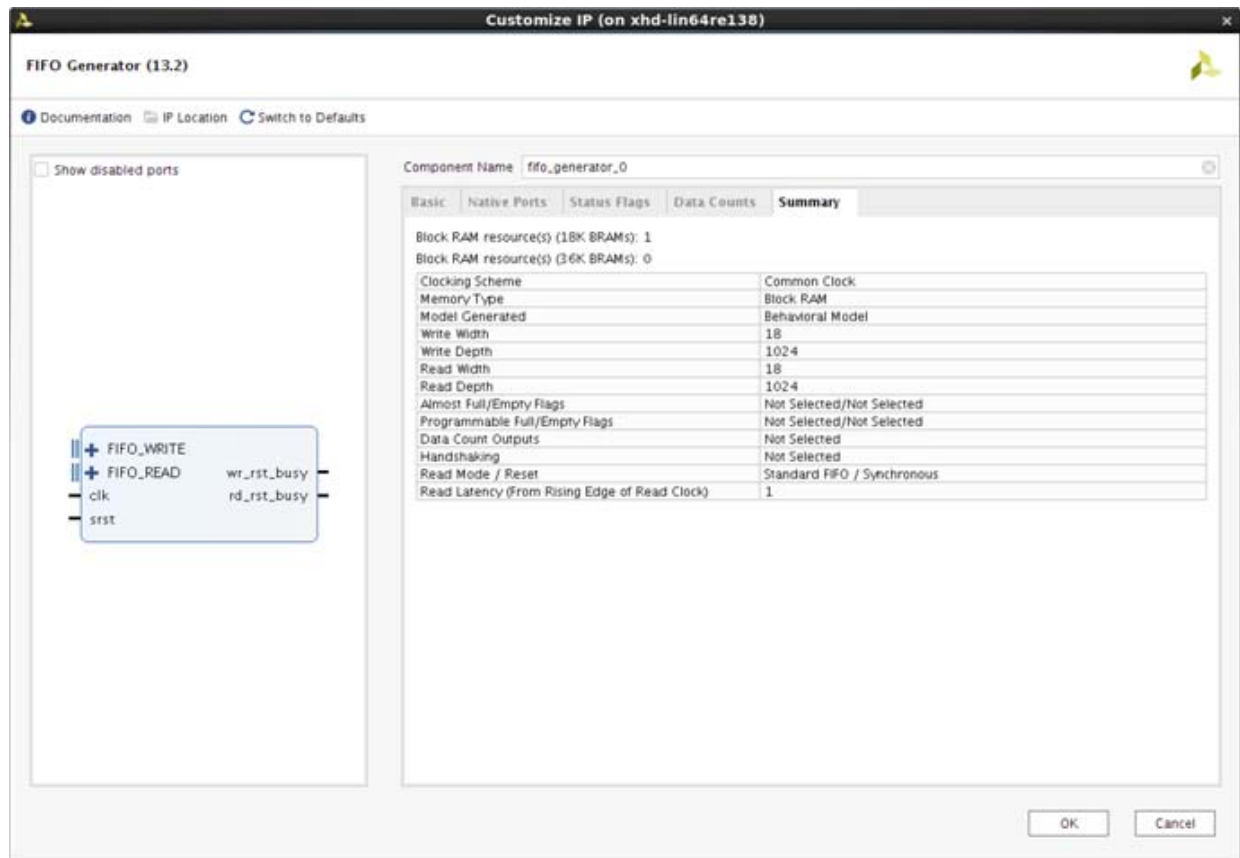 Customize IP (on xhd-lin64re138)
FIFO Generator (13.2)
Documentation IP Location Switch to Defaults
Show disabled ports
FIFO_WRITE
FIFO_READ wr_rst_busy
clk rd_rst_busy
srst
Component Name fifo_generator_0
Basic Native Ports Status Flags Data Counts Summary
Block RAM resource(s) (18K BRAMs): 1
Block RAM resource(s) (36K BRAMs): 0
Clocking Scheme Common Clock
Memory Type Block RAM
Model Generated Behavioral Model
Write Width 18
Write Depth 1024
Read Width 18
Read Depth 1024
Almost Full/Empty Flags Not Selected/Not Selected
Programmable Full/Empty Flags Not Selected/Not Selected
Data Count Outputs Not Selected
Handshaking Not Selected
Read Mode / Reset Standard FIFO / Synchronous
Read Latency (From Rising Edge of Read Clock) 1
OK Cancel